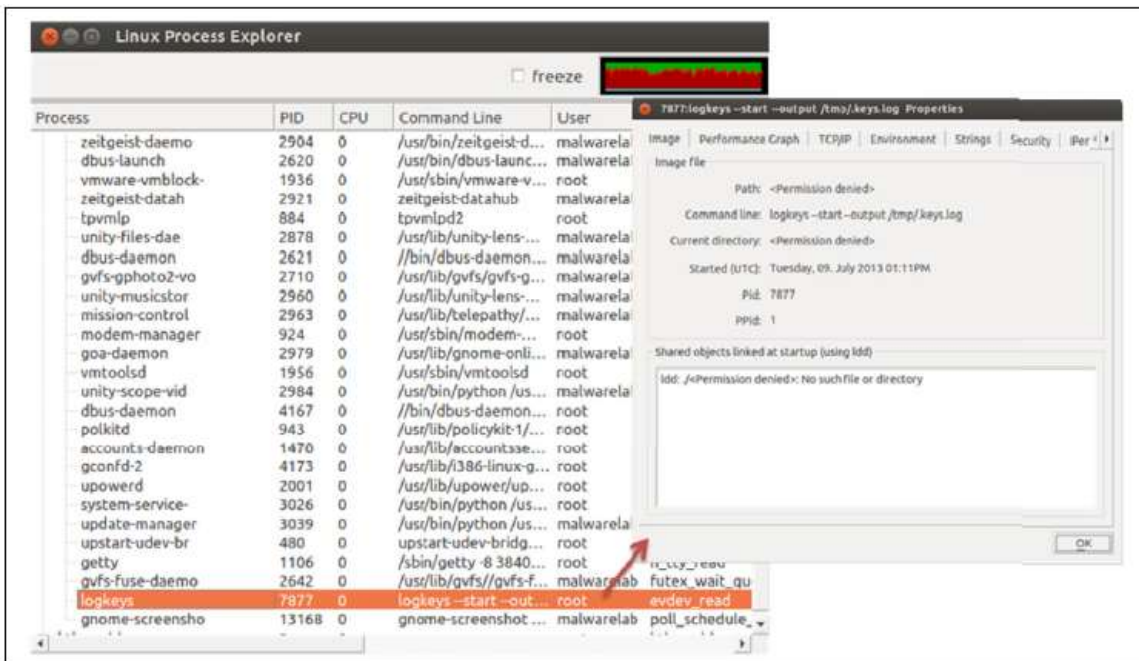 Linux Process Explorer
freeze
Process PID CPU Command Line User
zeitgeist-daemo 2904 0 /usr/bin/zeitgeist-d... malwarela
dbus-launch 2620 0 /usr/bin/dbus-launc... malwarela
vmware-vmblock- 1936 0 /usr/sbin/vmware-v... root
zeitgeist-datah 2921 0 zeitgeist-datahub malwarela
tpvmlp 884 0 tpvmlpd2 root
unity-files-dae 2878 0 /usr/lib/unity-lens-... malwarela
dbus-daemon 2621 0 //bin/dbus-daemon... malwarela
gvfs-gphoto2-vo 2710 0 /usr/lib/gvfs/gvfs-g... malwarela
unity-musicstor 2960 0 /usr/lib/unity-lens-... malwarela
mission-control 2963 0 /usr/lib/telepathy/... malwarela
modem-manager 924 0 /usr/sbin/modem-... root
goa-daemon 2979 0 /usr/lib/gnome-onli... malwarela
vmtoolsd 1956 0 /usr/sbin/vmtoolsd root
unity-scope-vid 2984 0 /usr/bin/python /us... malwarela
dbus-daemon 4167 0 //bin/dbus-daemon... root
polkitd 943 0 /usr/lib/policykit-1/... root
accounts-daemon 1470 0 /usr/lib/accountsse... root
gconfd-2 4173 0 /usr/lib/i386-linux-g... root
upowerd 2001 0 /usr/lib/upower/up... root
system-service- 3026 0 /usr/bin/python /us... root
update-manager 3039 0 /usr/bin/python /us... malwarela
upstart-udev-br 480 0 upstart-udev-bridg... root
getty 1106 0 /sbin/getty -8 3840... root n_tty_read
gvfs-fuse-daemo 2642 0 /usr/lib/gvfs//gvfs-f... malwarelab futex_wait_qu
logkeys 7877 0 logkeys --start --out... root evdev_read
gnome-screensho 13168 0 gnome-screenshot ... malwarelab poll_schedule_
7877:logkeys --start --output /tmp/.keys.log Properties
Image Performance Graph TCP/IP Environment Strings Security iPer
Image file
Path: <Permission denied>
Command line: logkeys --start --output /tmp/.keys.log
Current directory: <Permission denied>
Started (UTC): Tuesday, 09. July 2013 01:11PM
Pid: 7877
PPid: 1
Shared objects linked at startup (using ldd)
ldd: ./<Permission denied>: No such file or directory
OK